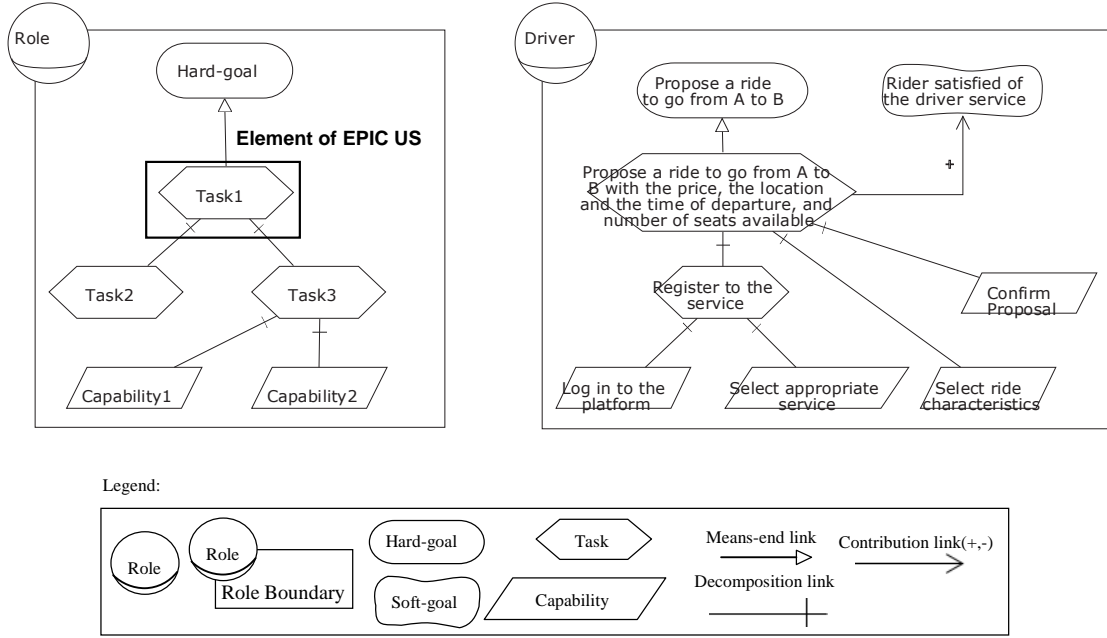 Role
Hard-goal
Element of EPIC US
Task1
Task2
Task3
Capability1
Capability2
Driver
Propose a ride
to go from A to B
Rider satisfied of
the driver service
+
Propose a ride to go from A to
B with the price, the location
and the time of departure, and
number of seats available
Register to the
service
Confirm
Proposal
Log in to the
platform
Select appropriate
service
Select ride
characteristics
Legend:
Role
Role
Role Boundary
Hard-goal
Soft-goal
Task
Capability
Means-end link
Decomposition link
Contribution link(+,-)